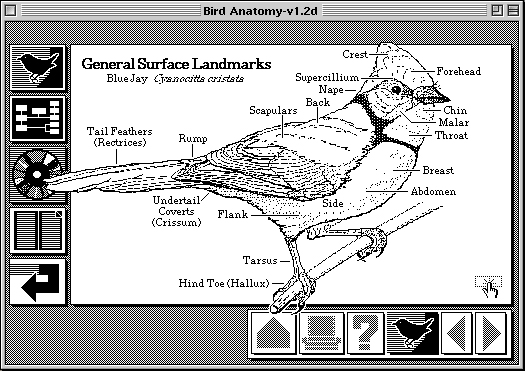 Bird Anatomy-v1.2d
General Surface Landmarks
Blue Jay Cyanocitta cristata
Crest
Forehead
Supercillium
Nape
Back
Scapulars
Chin
Malar
Throat
Tail Feathers
(Rectrices)
Rump
Breast
Abdomen
Undertail
Coverts
(Crissum)
Side
Flank
Tarsus
Hind Toe (Hallux)
?